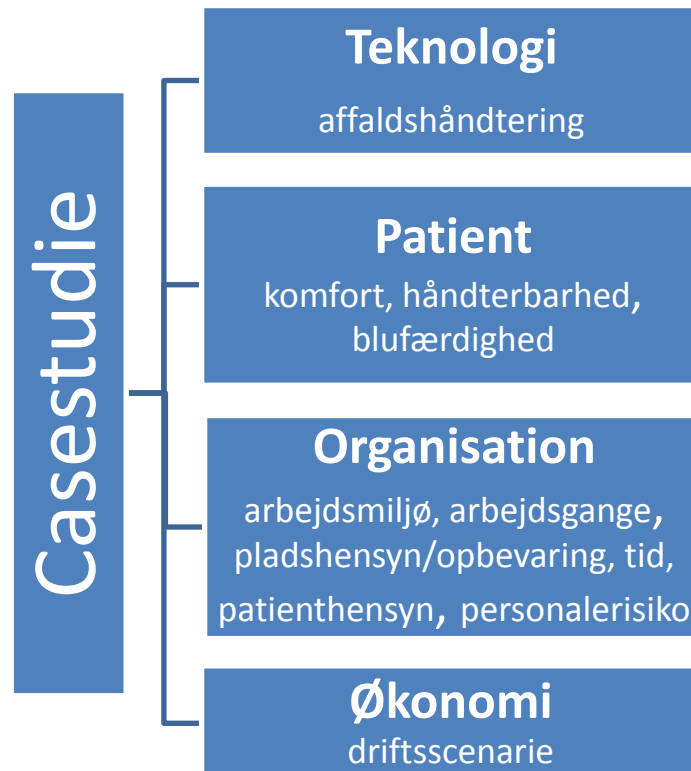 Casestudie
Teknologi
affaldshåndtering
Patient
komfort, håndterbarhed,
blufærdighed
Organisation
arbejdsmiljø, arbejdsgange,
pladshensyn/opbevaring, tid,
patienthensyn, personalerisiko
Økonomi
driftsscenarie